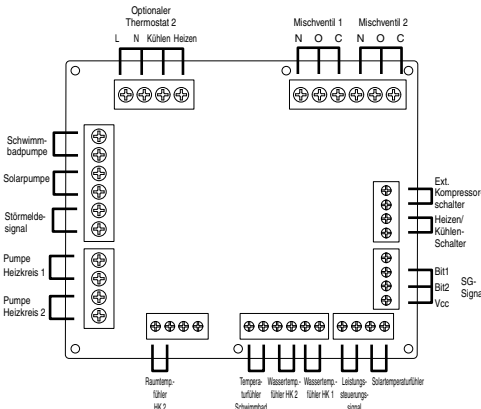 Optionaler
Thermostat 2
L N Kühlen Heizen
Mischventil 1
N O C
Mischventil 2
N O C
Schwimm-
badpumpe
Solarpumpe
Störmelde-
signal
Pumpe
Heizkreis 1
Pumpe
Heizkreis 2
Ext.
Kompressor-
schalter
Heizen/
Kühlen-
Schalter
Bit1
Bit2
Vcc
SG-
Signal
Raumtemp.-
fühler
HK 2
Tempera-
turfühler
Schwimmbad
Wassertemp.-
fühler HK 2
Wassertemp.-
fühler HK 1
Leistungs-
steuerungs-
signal
Solartemperaturfühler